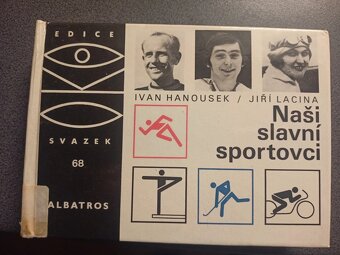 EDICE
OKO
SVAZEK
68
ALBATROS
IVAN HANOUSEK / JIŘÍ LACINA
Naši
slavní
sportovci